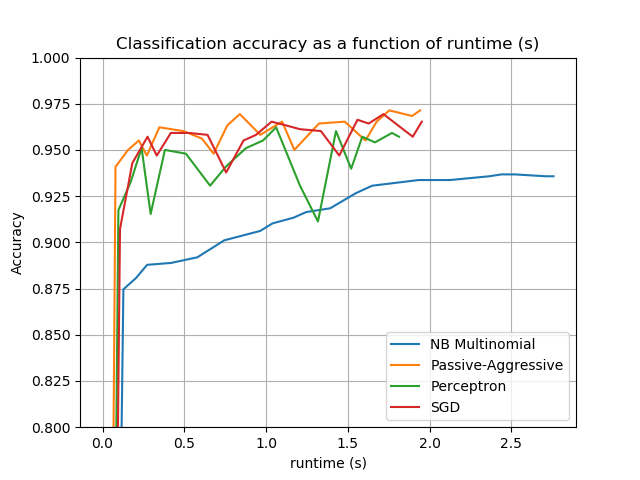 Classification accuracy as a function of runtime (s)
1.000
0.975
0.950
0.925
0.900
0.875
0.850
0.825
0.800
Accuracy
NB Multinomial
Passive-Aggressive
Perceptron
SGD
0.0 0.5 1.0 1.5 2.0 2.5
runtime (s)